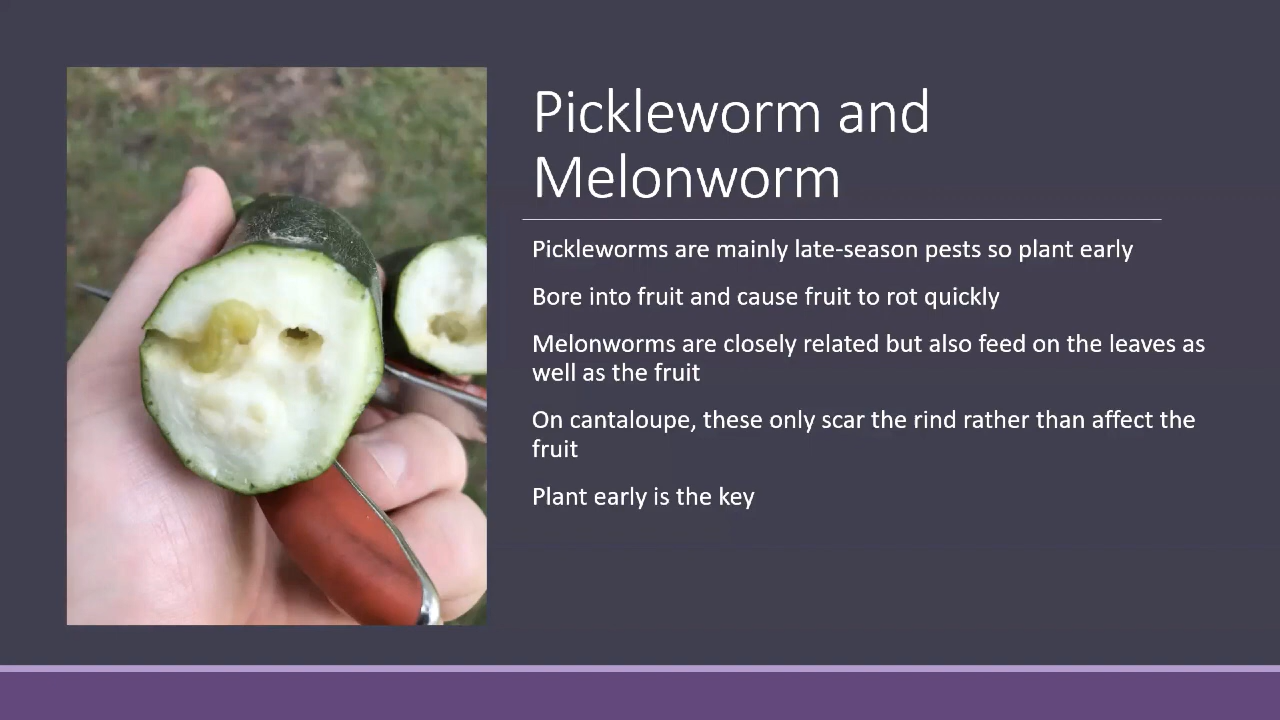 Pickleworm and
Melonworm
Pickleworms are mainly late-season pests so plant early
Bore into fruit and cause fruit to rot quickly
Melonworms are closely related but also feed on the leaves as
well as the fruit
On cantaloupe, these only scar the rind rather than affect the
fruit
Plant early is the key